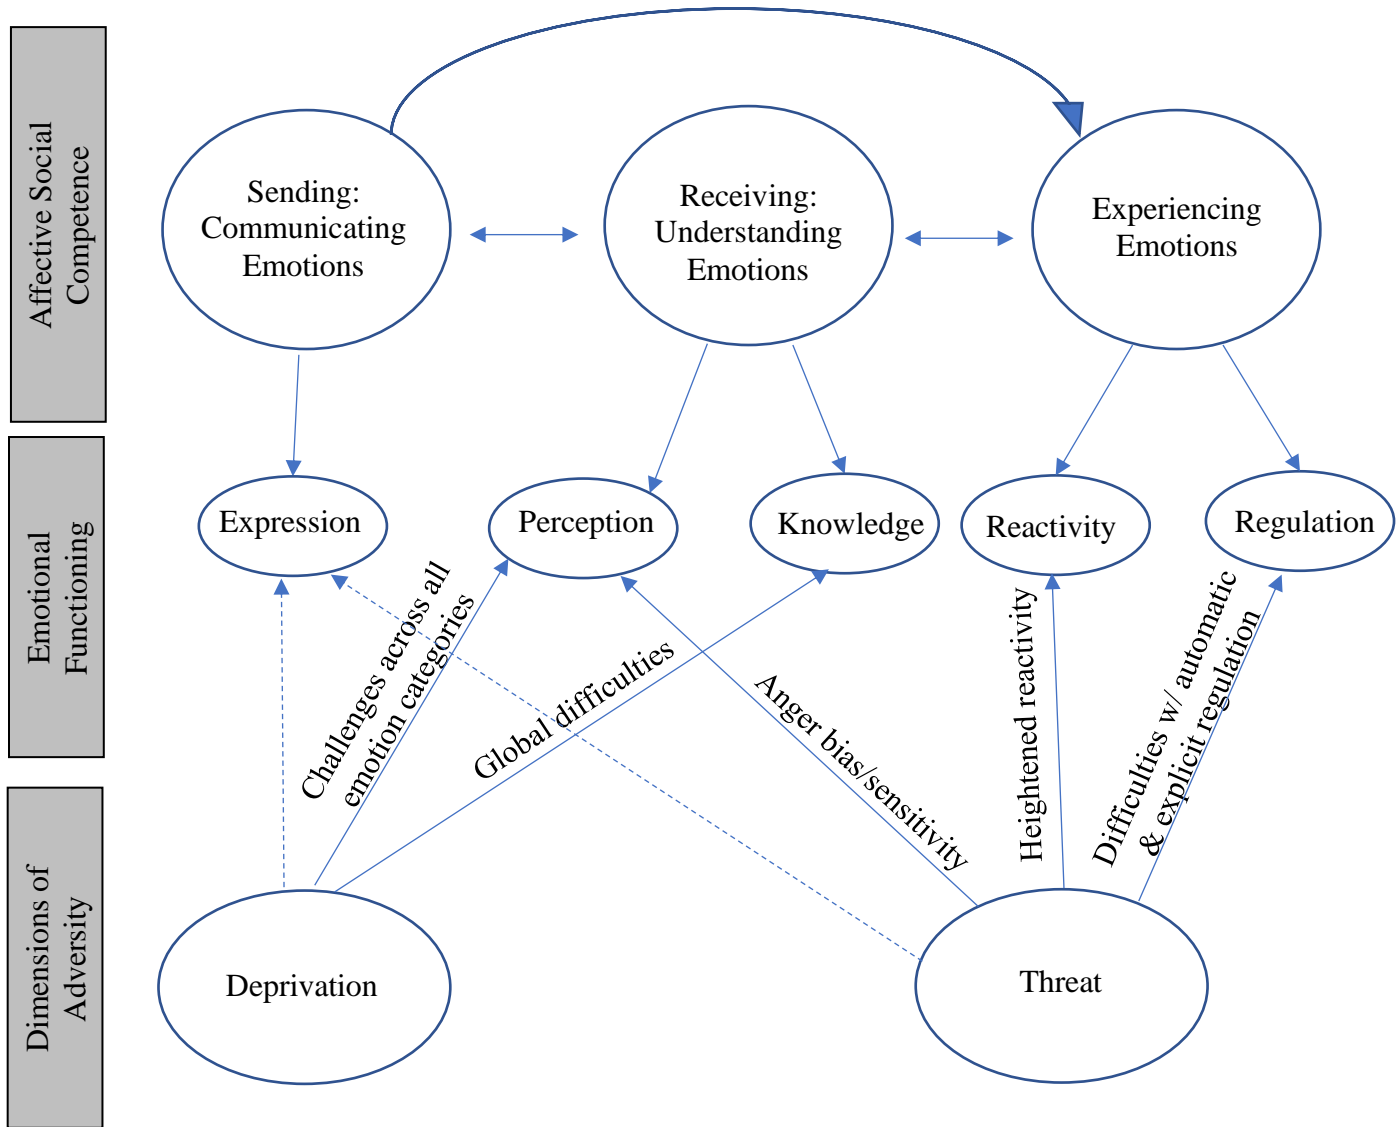 Affective Social
Competence
Sending:
Communicating
Emotions
Receiving:
Understanding
Emotions
Experiencing
Emotions
Emotional
Functioning
Expression
Perception
Knowledge
Reactivity
Regulation
Challenges across all
emotion categories
Global difficulties
Anger bias/sensitivity
Heightened reactivity
Difficulties w/ automatic
& explicit regulation
Dimensions of
Adversity
Deprivation
Threat